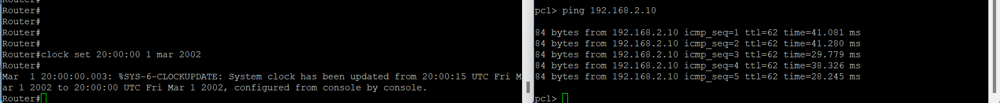 Router#
Router#
Router#
Router#
Router#
Router#clock set 20:00:00 1 mar 2002
Router#
Mar  1 20:00:00.003: %SYS-6-CLOCKUPDATE: System clock has been updated from 20:00:15 UTC Fri M
ar 1 2002 to 20:00:00 UTC Fri Mar 1 2002, configured from console by console.
Router#
pc1> ping 192.168.2.10
84 bytes from 192.168.2.10 icmp_seq=1 ttl=62 time=41.081 ms
84 bytes from 192.168.2.10 icmp_seq=2 ttl=62 time=41.280 ms
84 bytes from 192.168.2.10 icmp_seq=3 ttl=62 time=29.779 ms
84 bytes from 192.168.2.10 icmp_seq=4 ttl=62 time=38.326 ms
84 bytes from 192.168.2.10 icmp_seq=5 ttl=62 time=28.245 ms
pc1>